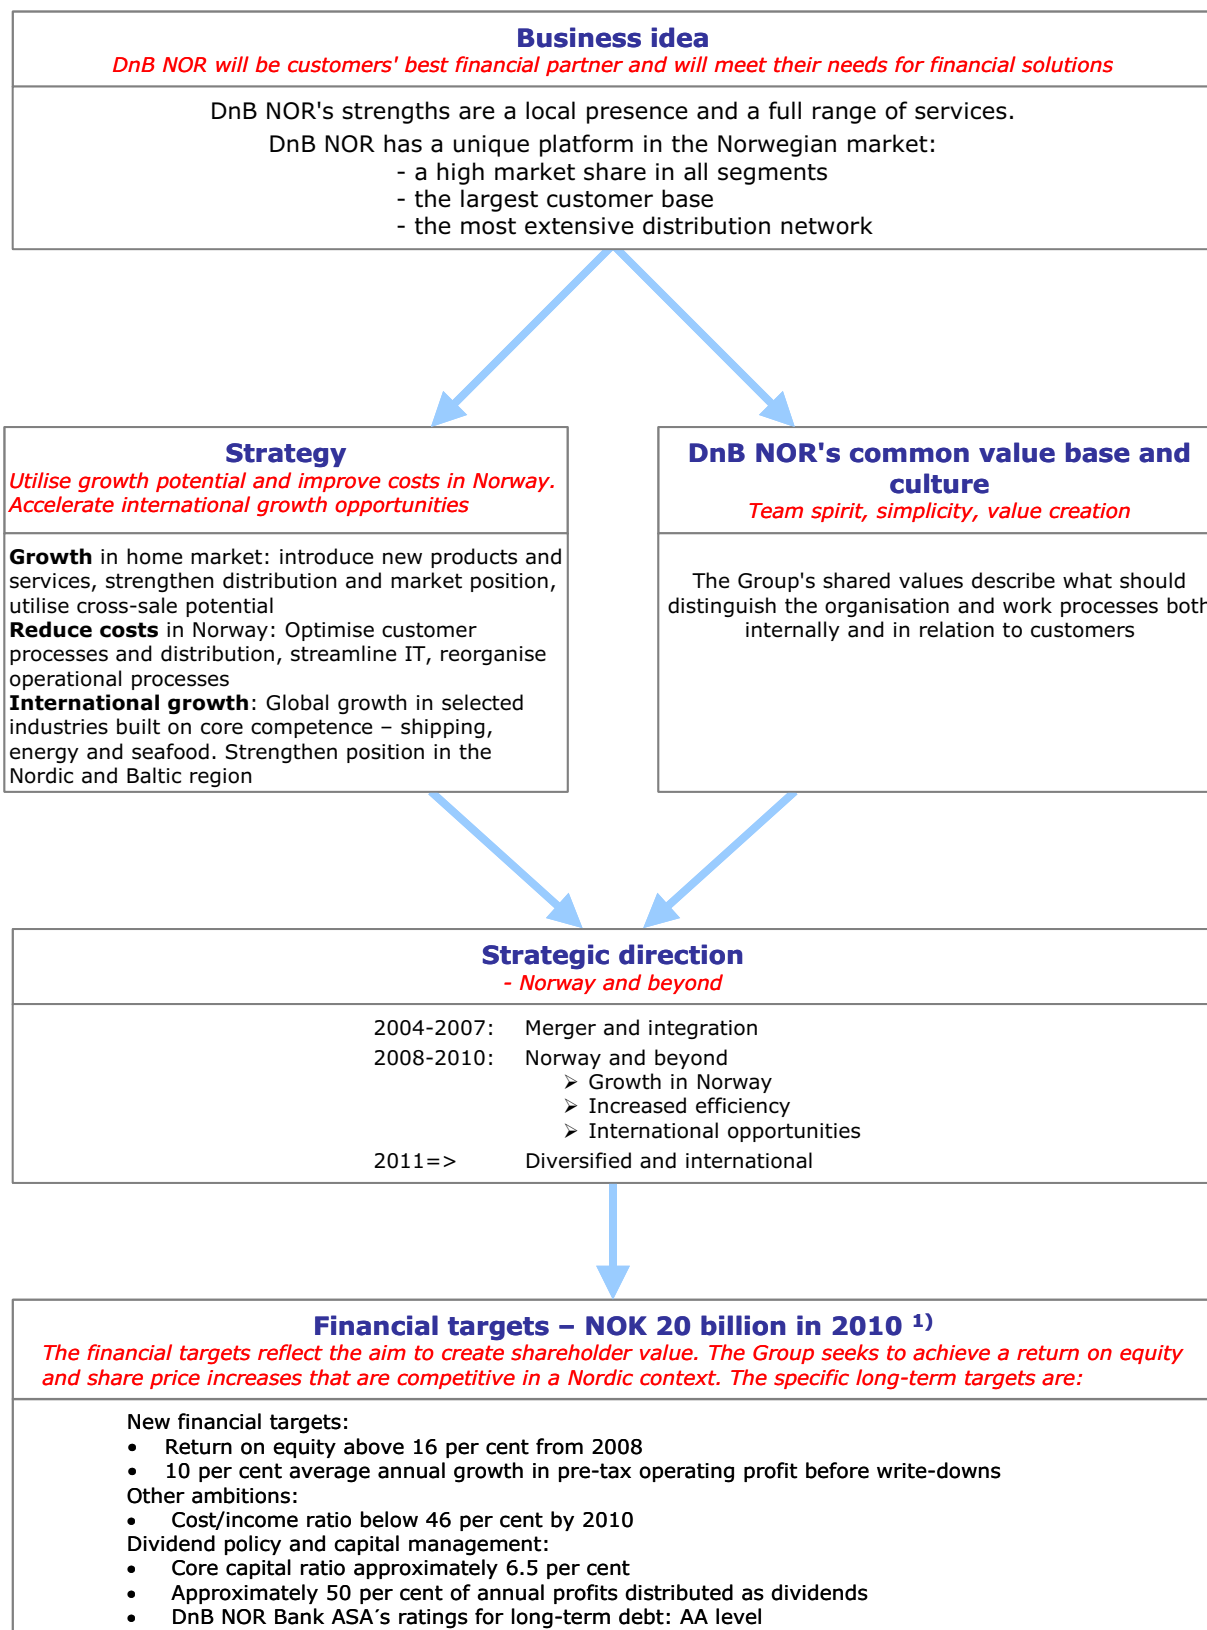 Business idea
DnB NOR will be customers' best financial partner and will meet their needs for financial solutions
DnB NOR's strengths are a local presence and a full range of services.
DnB NOR has a unique platform in the Norwegian market:
- a high market share in all segments
- the largest customer base
- the most extensive distribution network
Strategy
Utilise growth potential and improve costs in Norway.
Accelerate international growth opportunities
Growth in home market: introduce new products and
services, strengthen distribution and market position,
utilise cross-sale potential
Reduce costs in Norway: Optimise customer
processes and distribution, streamline IT, reorganise
operational processes
International growth: Global growth in selected
industries built on core competence – shipping,
energy and seafood. Strengthen position in the
Nordic and Baltic region
DnB NOR's common value base and
culture
Team spirit, simplicity, value creation
The Group's shared values describe what should
distinguish the organisation and work processes both
internally and in relation to customers
Strategic direction
- Norway and beyond
2004-2007: Merger and integration
2008-2010: Norway and beyond
➢ Growth in Norway
➢ Increased efficiency
➢ International opportunities
2011=> Diversified and international
Financial targets – NOK 20 billion in 2010 1)
The financial targets reflect the aim to create shareholder value. The Group seeks to achieve a return on equity
and share price increases that are competitive in a Nordic context. The specific long-term targets are:
New financial targets:
• Return on equity above 16 per cent from 2008
• 10 per cent average annual growth in pre-tax operating profit before write-downs
Other ambitions:
• Cost/income ratio below 46 per cent by 2010
Dividend policy and capital management:
• Core capital ratio approximately 6.5 per cent
• Approximately 50 per cent of annual profits distributed as dividends
• DnB NOR Bank ASA´s ratings for long-term debt: AA level